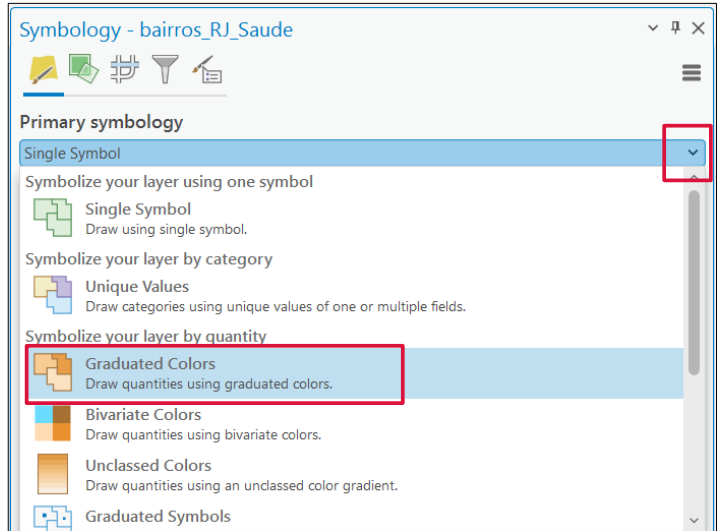 Symbology - bairros_RJ_Saude
Primary symbology
Single Symbol
Symbolize your layer using one symbol
Single Symbol
Draw using single symbol.
Symbolize your layer by category
Unique Values
Draw categories using unique values of one or multiple fields.
Symbolize your layer by quantity
Graduated Colors
Draw quantities using graduated colors.
Bivariate Colors
Draw quantities using bivariate colors.
Unclassed Colors
Draw quantities using an unclassed color gradient.
Graduated Symbols